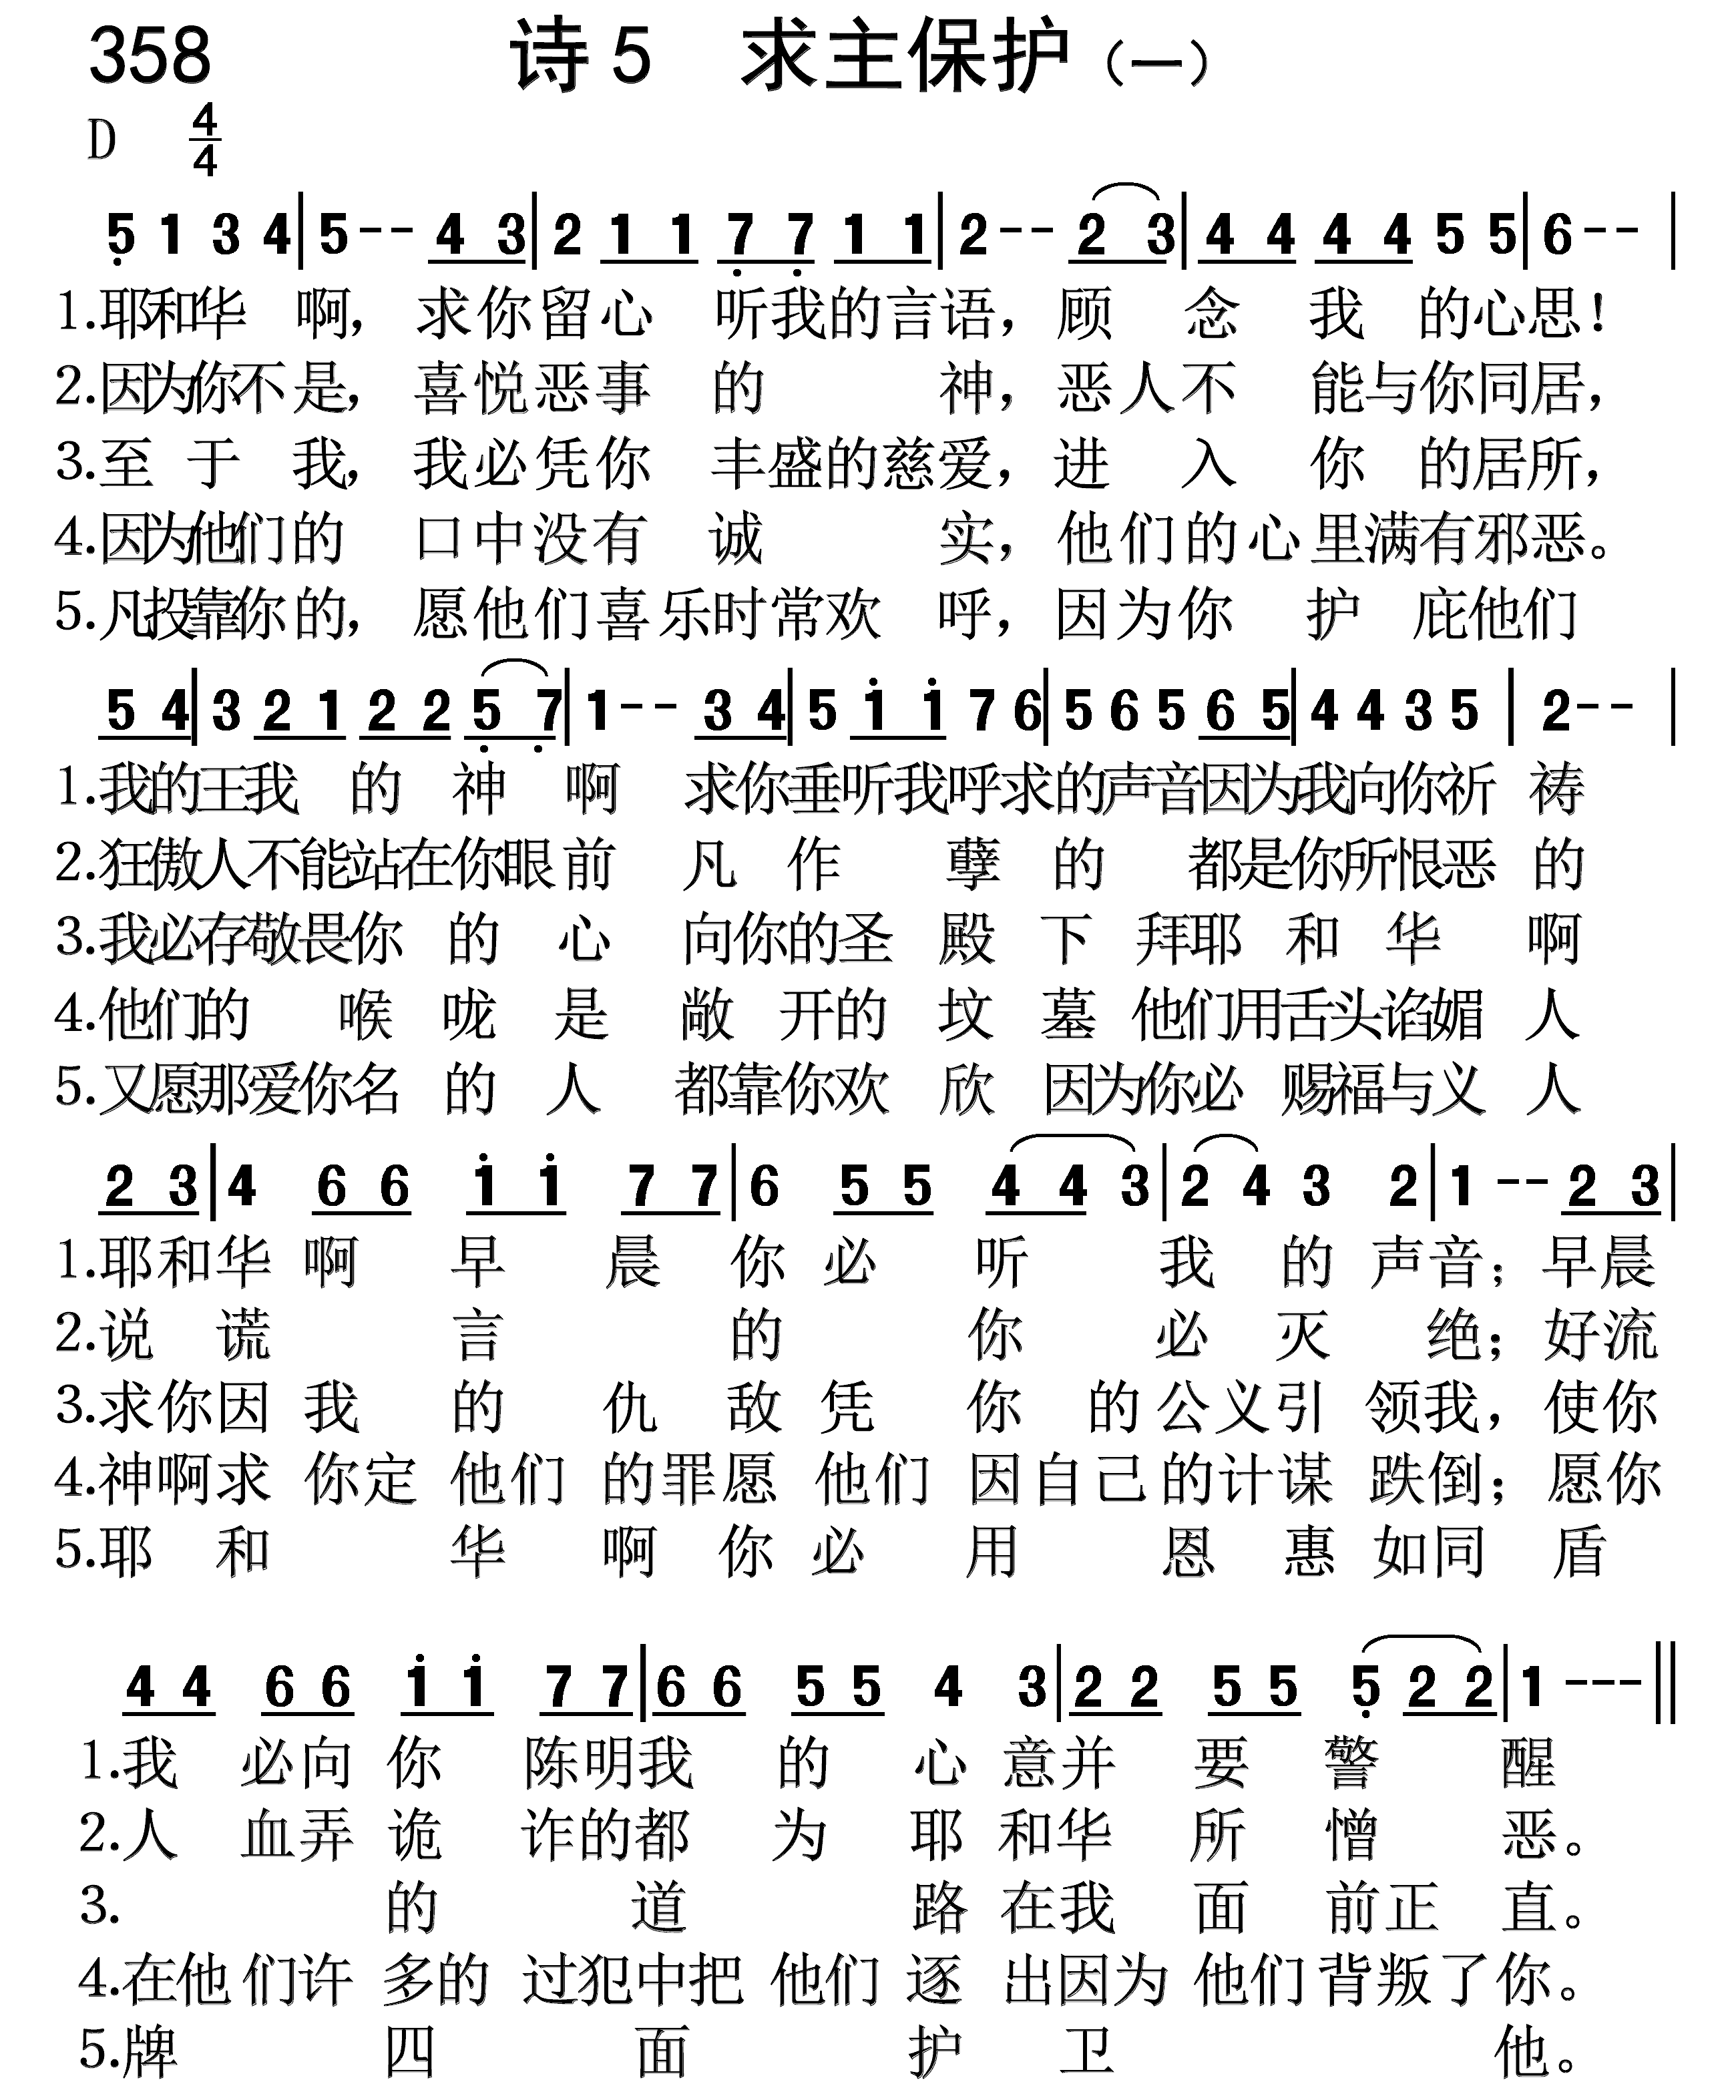 358 诗5 求主保护（一）
D 4/4
5̣ 1 3 4 | 5 - - 4 3 | 2 1 1 7̣ 7̣ 1 1 | 2 - - 2 3 | 4 4 4 4 5 5 | 6 - - |
1.耶和华啊，求你留心听我的言语，顾念我的心思！
2.因为你不是，喜悦恶事的神，恶人不能与你同居，
3.至于我，我必凭你丰盛的慈爱，进入你的居所，
4.因为他们的口中没有诚实，他们的心里满有邪恶。
5.凡投靠你的，愿他们喜乐时常欢呼，因为你护庇他们
5 4 | 3 2 1 2 2 5̣ 7̣ | 1 - - 3 4 | 5 1̇ 1̇ 7 6 | 5 6 5 6 5 | 4 4 3 5 | 2 - - |
1.我的王我的神啊求你垂听我呼求的声音因为我向你祈祷
2.狂傲人不能站在你眼前凡作孽的都是你所恨恶的
3.我必存敬畏你的心向你的圣殿下拜耶和华啊
4.他们的喉咙是敞开的坟墓他们用舌头谄媚人
5.又愿那爱你名的人都靠你欢欣因为你必赐福与义人
2 3 | 4 6 6 1̇ 1̇ 7 7 | 6 5 5 4 4 3 | 2 4 3 2 | 1 - - 2 3 |
1.耶和华啊早晨你必听我的声音；早晨
2.说谎言的你必灭绝；好流
3.求你因我的仇敌凭你的公义引领我，使你
4.神啊求你定他们的罪愿他们因自己的计谋跌倒；愿你
5.耶和华啊你必用恩惠如同盾
4 4 6 6 1̇ 1̇ 7 7 | 6 6 5 5 4 3 | 2 2 5 5 5̣ 2 2 | 1 - - - ||
1.我必向你陈明我的心意并要警醒
2.人血弄诡诈的都为耶和华所憎恶。
3.的道路在我面前正直。
4.在他们许多的过犯中把他们逐出因为他们背叛了你。
5.牌四面护卫他。